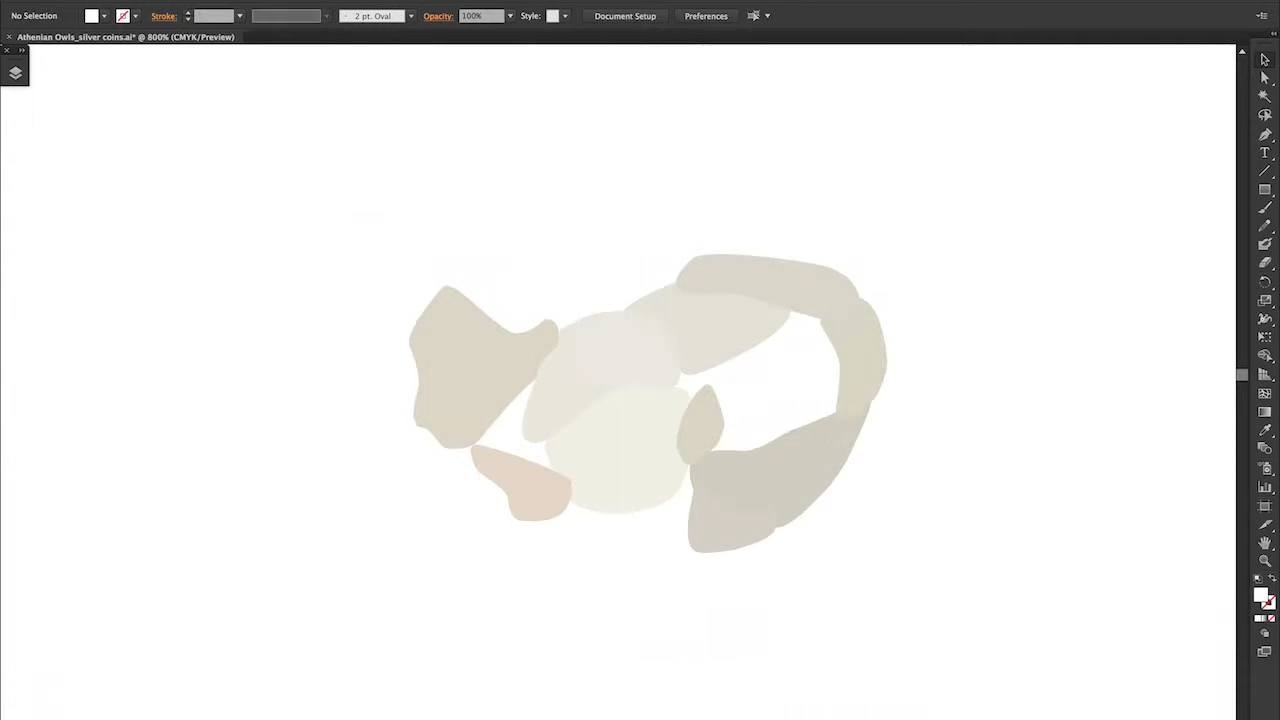 No Selection Stroke: 2 pt. Oval Opacity: 100% Style: Document Setup Preferences
Athenian Owls_silver coins.ai* @ 800% (CMYK/Preview)